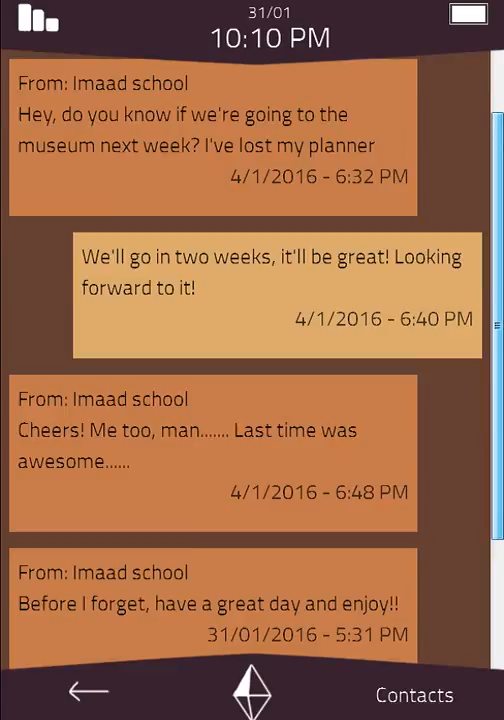 31/01
10:10 PM
From: Imaad school
Hey, do you know if we're going to the
museum next week? I've lost my planner
4/1/2016 - 6:32 PM
We'll go in two weeks, it'll be great! Looking
forward to it!
4/1/2016 - 6:40 PM
From: Imaad school
Cheers! Me too, man....... Last time was
awesome......
4/1/2016 - 6:48 PM
From: Imaad school
Before I forget, have a great day and enjoy!!
31/01/2016 - 5:31 PM
Contacts